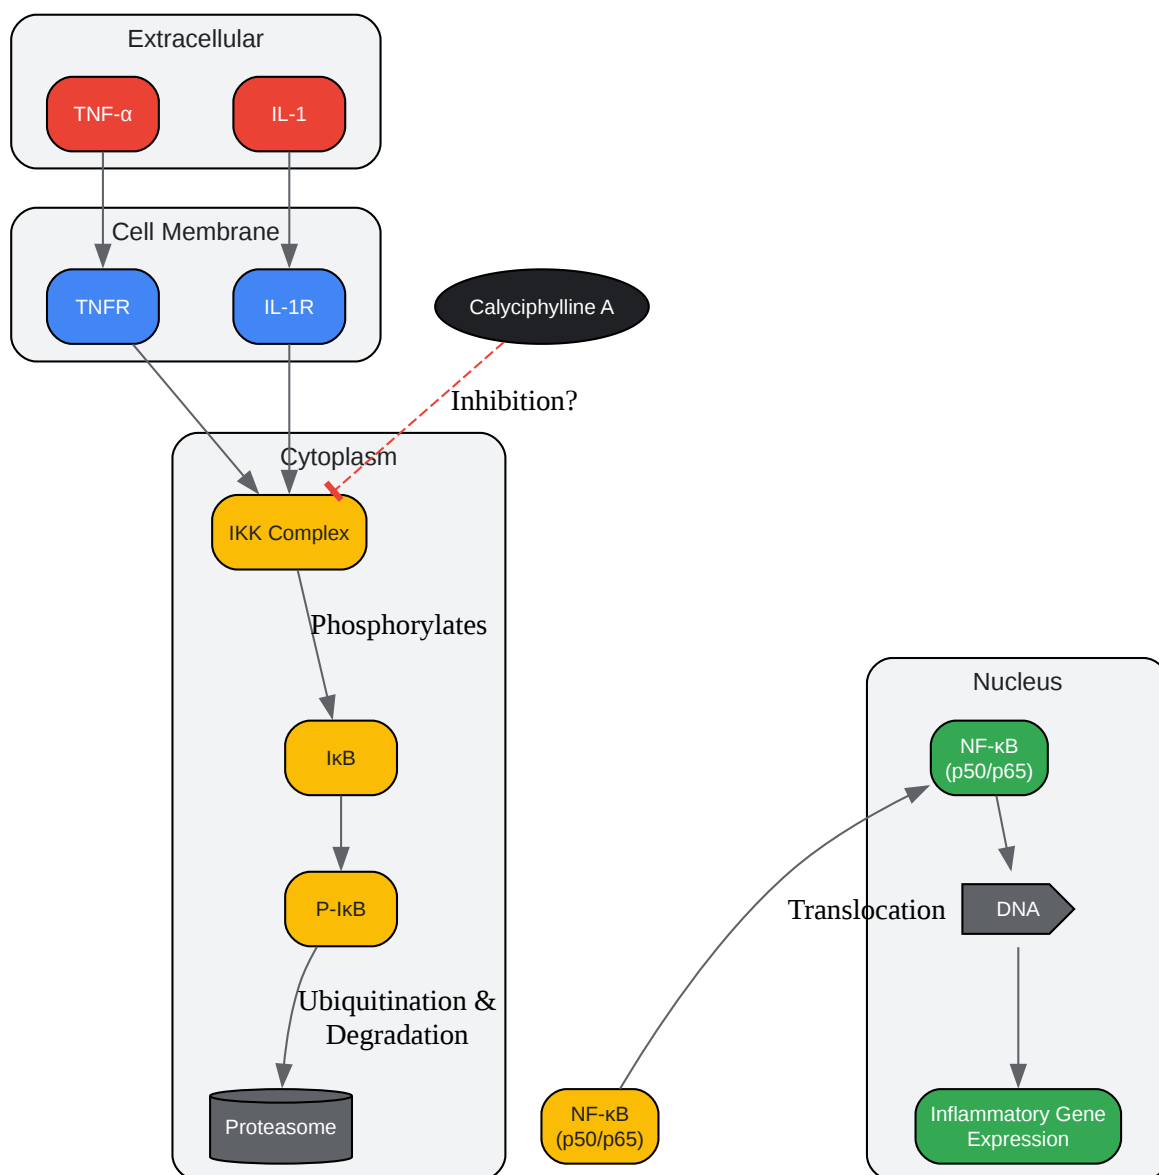 Extracellular
TNF-α
IL-1
Cell Membrane
TNFR
IL-1R
Calyciphylline A
Inhibition?
Cytoplasm
IKK Complex
Phosphorylates
IκB
P-IκB
Ubiquitination &
Degradation
Proteasome
NF-κB
(p50/p65)
Translocation
Nucleus
NF-κB
(p50/p65)
DNA
Inflammatory Gene
Expression